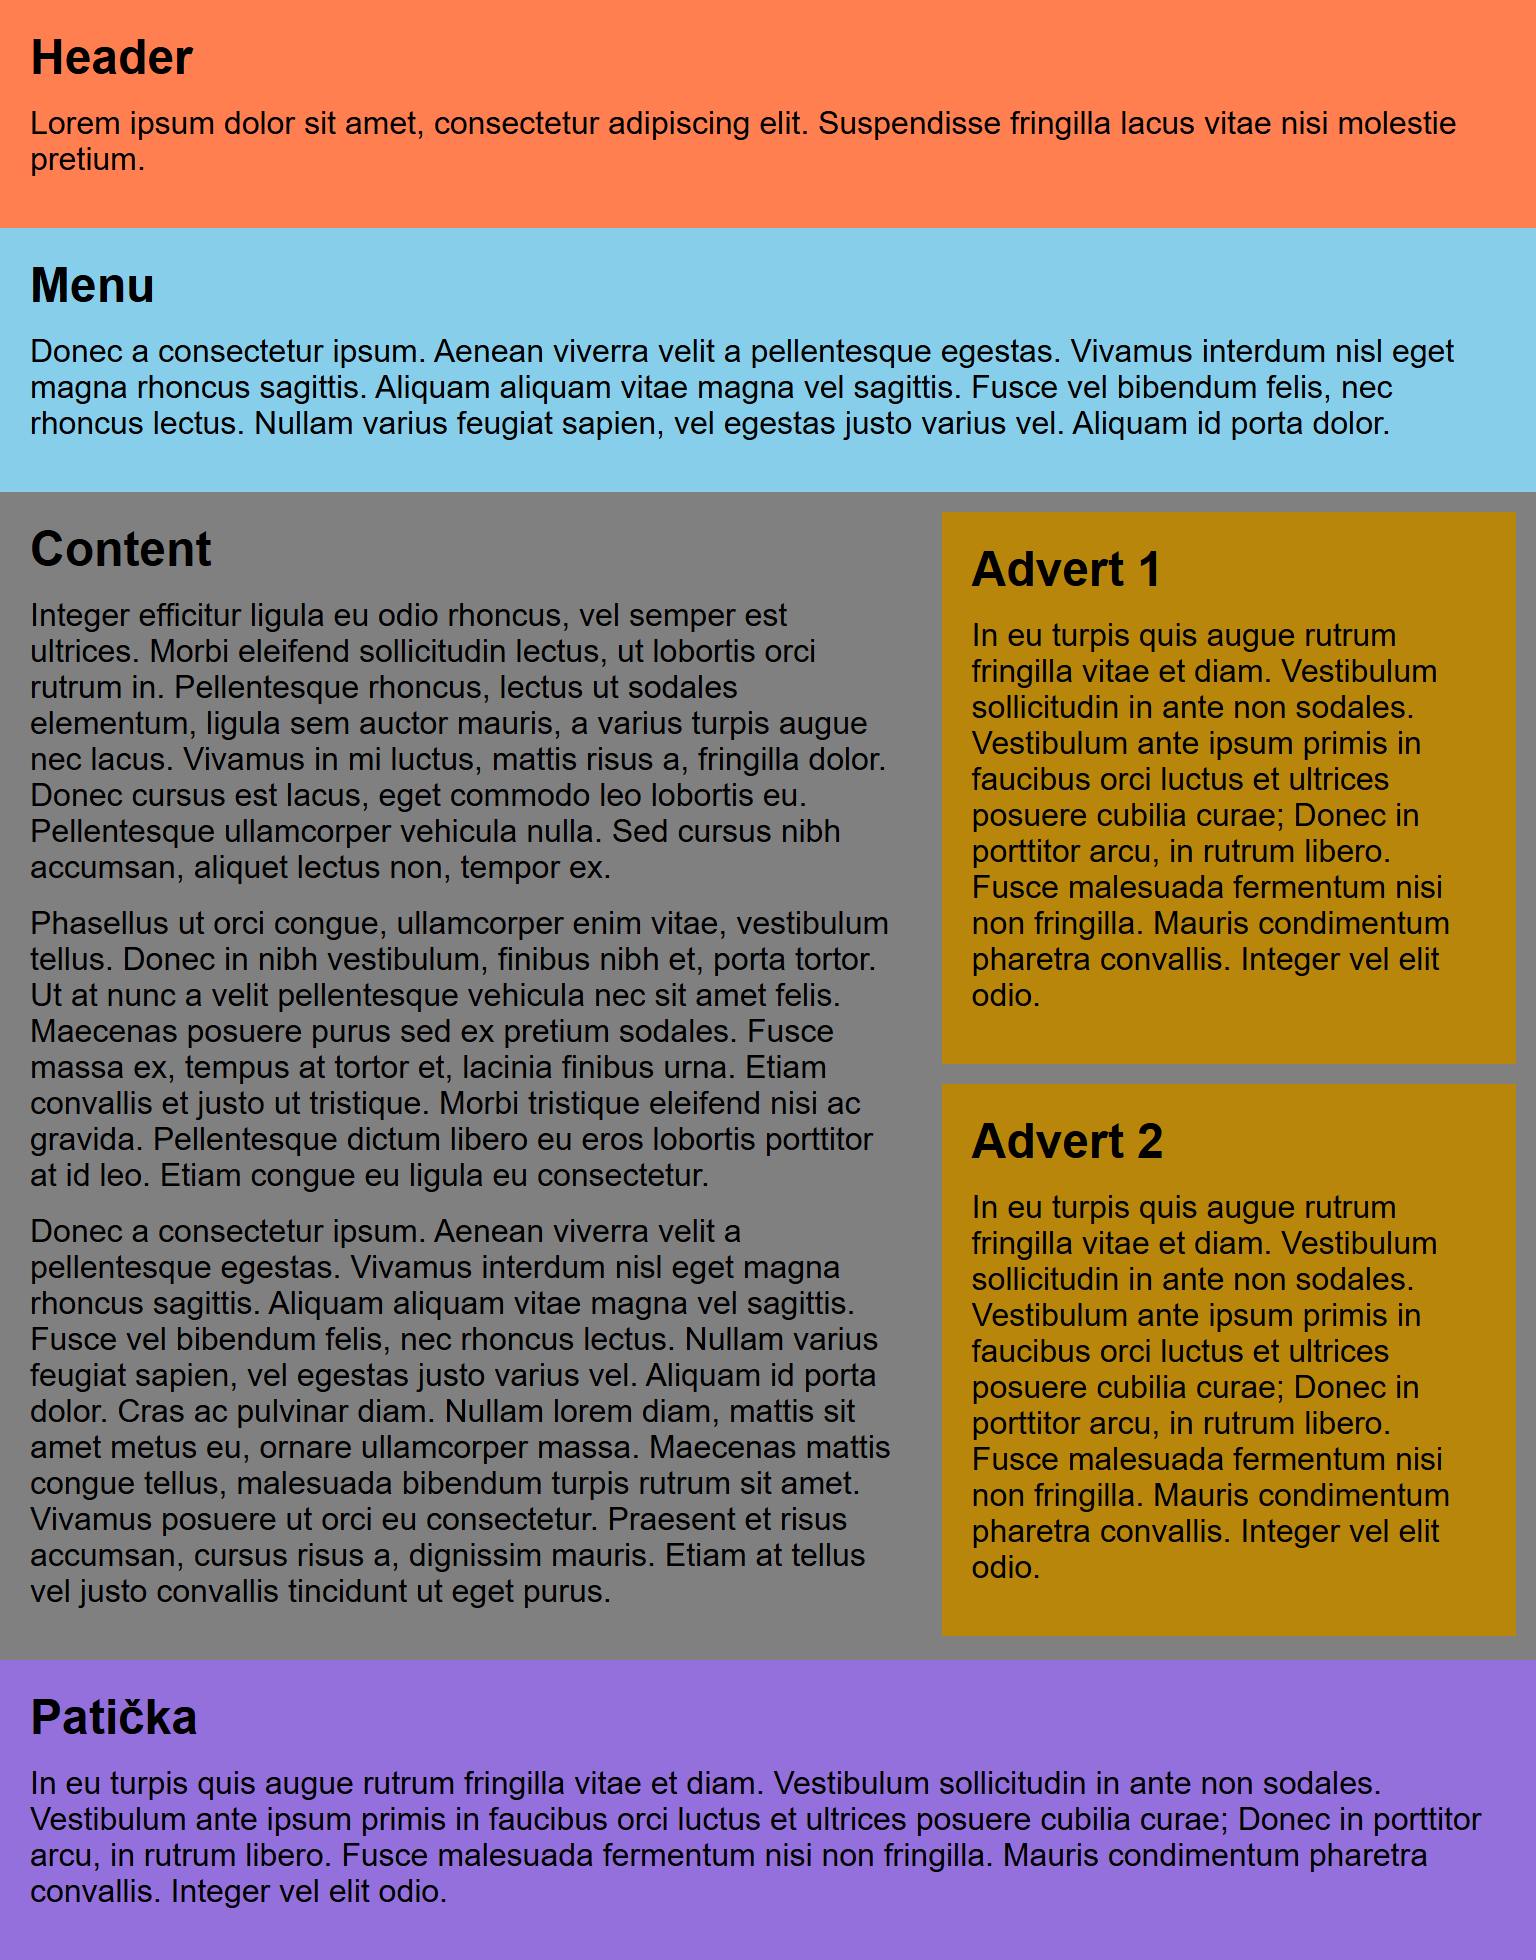 Header
Lorem ipsum dolor sit amet, consectetur adipiscing elit. Suspendisse fringilla lacus vitae nisi molestie
pretium.
Menu
Donec a consectetur ipsum. Aenean viverra velit a pellentesque egestas. Vivamus interdum nisl eget
magna rhoncus sagittis. Aliquam aliquam vitae magna vel sagittis. Fusce vel bibendum felis, nec
rhoncus lectus. Nullam varius feugiat sapien, vel egestas justo varius vel. Aliquam id porta dolor.
Content
Integer efficitur ligula eu odio rhoncus, vel semper est
ultrices. Morbi eleifend sollicitudin lectus, ut lobortis orci
rutrum in. Pellentesque rhoncus, lectus ut sodales
elementum, ligula sem auctor mauris, a varius turpis augue
nec lacus. Vivamus in mi luctus, mattis risus a, fringilla dolor.
Donec cursus est lacus, eget commodo leo lobortis eu.
Pellentesque ullamcorper vehicula nulla. Sed cursus nibh
accumsan, aliquet lectus non, tempor ex.
Phasellus ut orci congue, ullamcorper enim vitae, vestibulum
tellus. Donec in nibh vestibulum, finibus nibh et, porta tortor.
Ut at nunc a velit pellentesque vehicula nec sit amet felis.
Maecenas posuere purus sed ex pretium sodales. Fusce
massa ex, tempus at tortor et, lacinia finibus urna. Etiam
convallis et justo ut tristique. Morbi tristique eleifend nisi ac
gravida. Pellentesque dictum libero eu eros lobortis porttitor
at id leo. Etiam congue eu ligula eu consectetur.
Donec a consectetur ipsum. Aenean viverra velit a
pellentesque egestas. Vivamus interdum nisl eget magna
rhoncus sagittis. Aliquam aliquam vitae magna vel sagittis.
Fusce vel bibendum felis, nec rhoncus lectus. Nullam varius
feugiat sapien, vel egestas justo varius vel. Aliquam id porta
dolor. Cras ac pulvinar diam. Nullam lorem diam, mattis sit
amet metus eu, ornare ullamcorper massa. Maecenas mattis
congue tellus, malesuada bibendum turpis rutrum sit amet.
Vivamus posuere ut orci eu consectetur. Praesent et risus
accumsan, cursus risus a, dignissim mauris. Etiam at tellus
vel justo convallis tincidunt ut eget purus.
Advert 1
In eu turpis quis augue rutrum
fringilla vitae et diam. Vestibulum
sollicitudin in ante non sodales.
Vestibulum ante ipsum primis in
faucibus orci luctus et ultrices
posuere cubilia curae; Donec in
porttitor arcu, in rutrum libero.
Fusce malesuada fermentum nisi
non fringilla. Mauris condimentum
pharetra convallis. Integer vel elit
odio.
Advert 2
In eu turpis quis augue rutrum
fringilla vitae et diam. Vestibulum
sollicitudin in ante non sodales.
Vestibulum ante ipsum primis in
faucibus orci luctus et ultrices
posuere cubilia curae; Donec in
porttitor arcu, in rutrum libero.
Fusce malesuada fermentum nisi
non fringilla. Mauris condimentum
pharetra convallis. Integer vel elit
odio.
Patička
In eu turpis quis augue rutrum fringilla vitae et diam. Vestibulum sollicitudin in ante non sodales.
Vestibulum ante ipsum primis in faucibus orci luctus et ultrices posuere cubilia curae; Donec in porttitor
arcu, in rutrum libero. Fusce malesuada fermentum nisi non fringilla. Mauris condimentum pharetra
convallis. Integer vel elit odio.